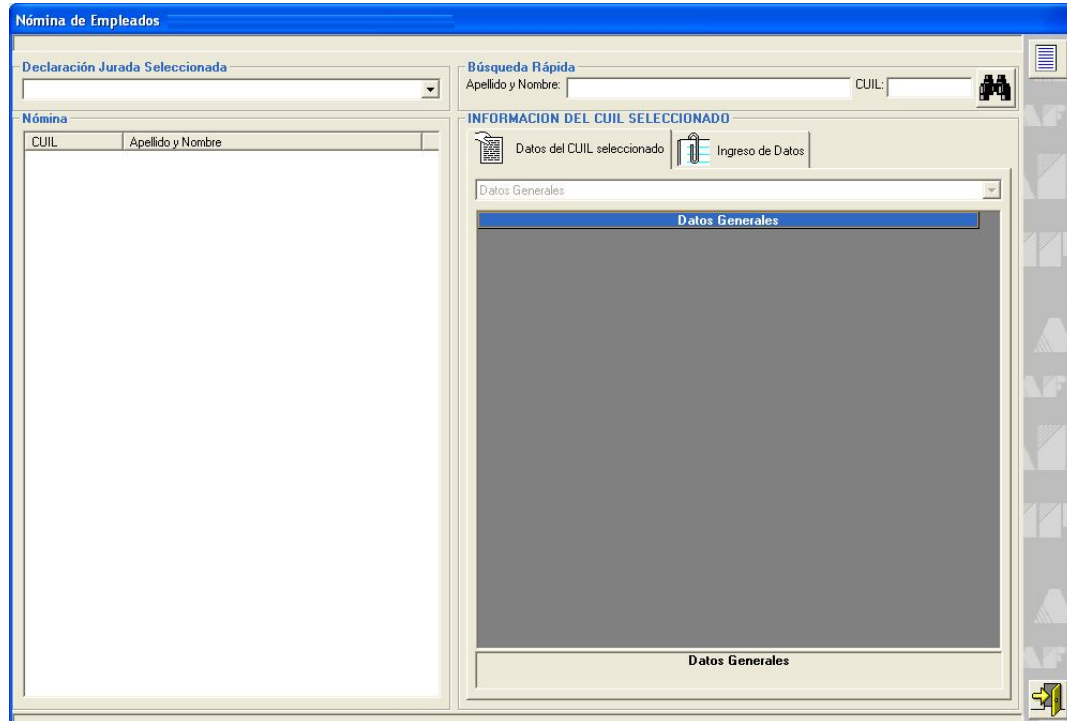 Nómina de Empleados
Declaración Jurada Seleccionada
Búsqueda Rápida
Apellido y Nombre:
CUIL:
Nómina
CUIL
Apellido y Nombre
INFORMACION DEL CUIL SELECCIONADO
Datos del CUIL seleccionado
Ingreso de Datos
Datos Generales
Datos Generales
Datos Generales